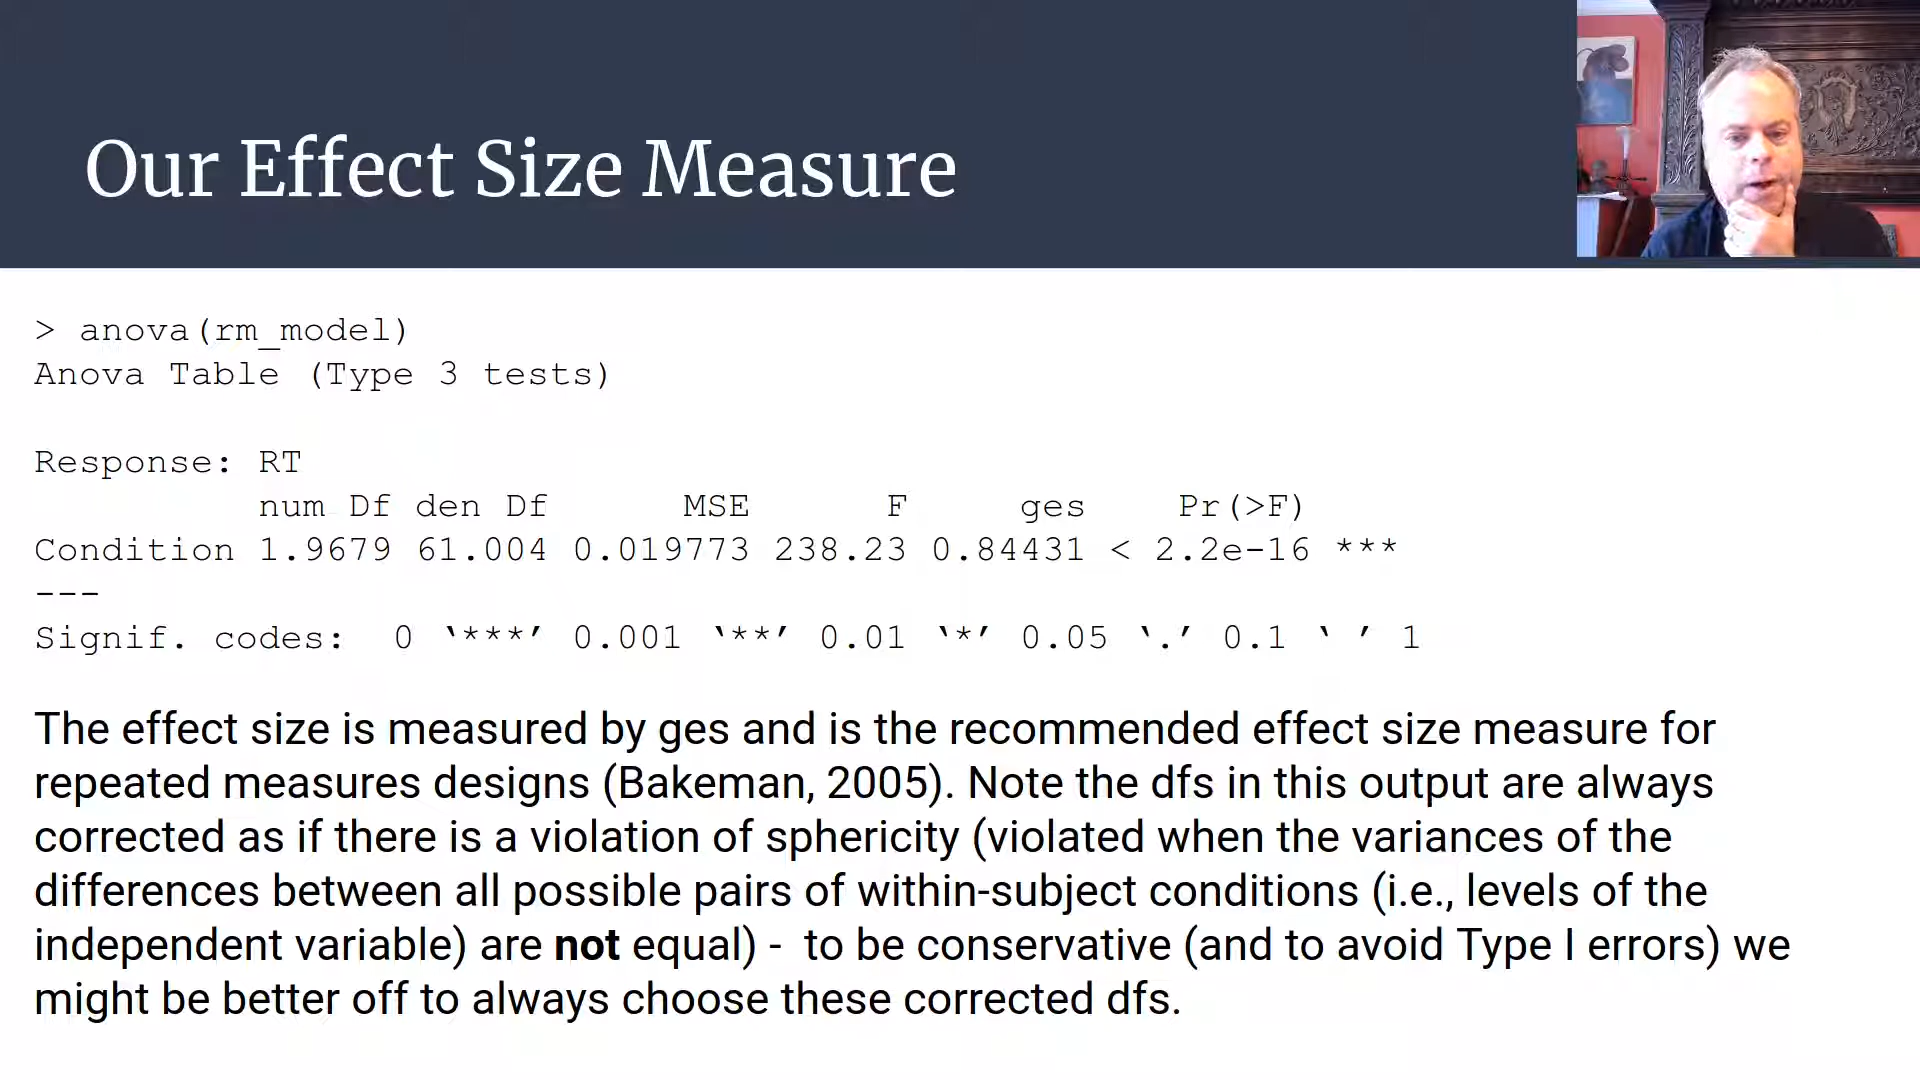 Our Effect Size Measure
> anova(rm_model)
Anova Table (Type 3 tests)
Response: RT
num Df den Df MSE F ges Pr(>F)
Condition 1.9679 61.004 0.019773 238.23 0.84431 < 2.2e-16 ***
---
Signif. codes: 0 ‘***’ 0.001 ‘**’ 0.01 ‘*’ 0.05 ‘.’ 0.1 ‘ ’ 1
The effect size is measured by ges and is the recommended effect size measure for
repeated measures designs (Bakeman, 2005). Note the dfs in this output are always
corrected as if there is a violation of sphericity (violated when the variances of the
differences between all possible pairs of within-subject conditions (i.e., levels of the
independent variable) are not equal) - to be conservative (and to avoid Type I errors) we
might be better off to always choose these corrected dfs.